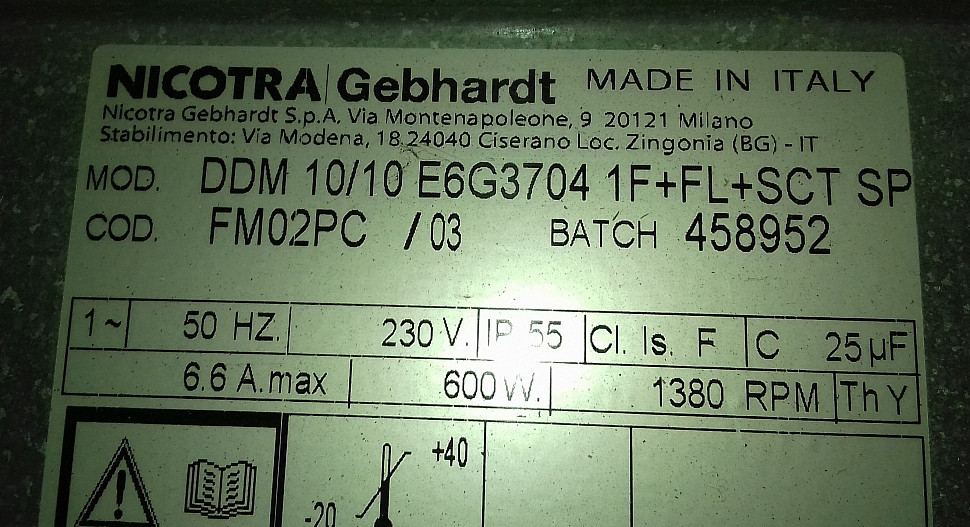 NICOTRA Gebhardt MADE IN ITALY
Nicotra Gebhardt S.p.A. Via Montenapoleone, 9 20121 Milano
Stabilimento: Via Modena, 18 24040 Ciserano Loc. Zingonia (BG) - IT
MOD. DDM 10/10 E6G3704 1F+FL+SCT SP
COD. FM02PC /03 BATCH 458952
1~ 50 HZ. 230 V. IP 55 Cl. Is. F C 25 µF
6.6 A.max 600 W. 1380 RPM Th Y
+40
-20